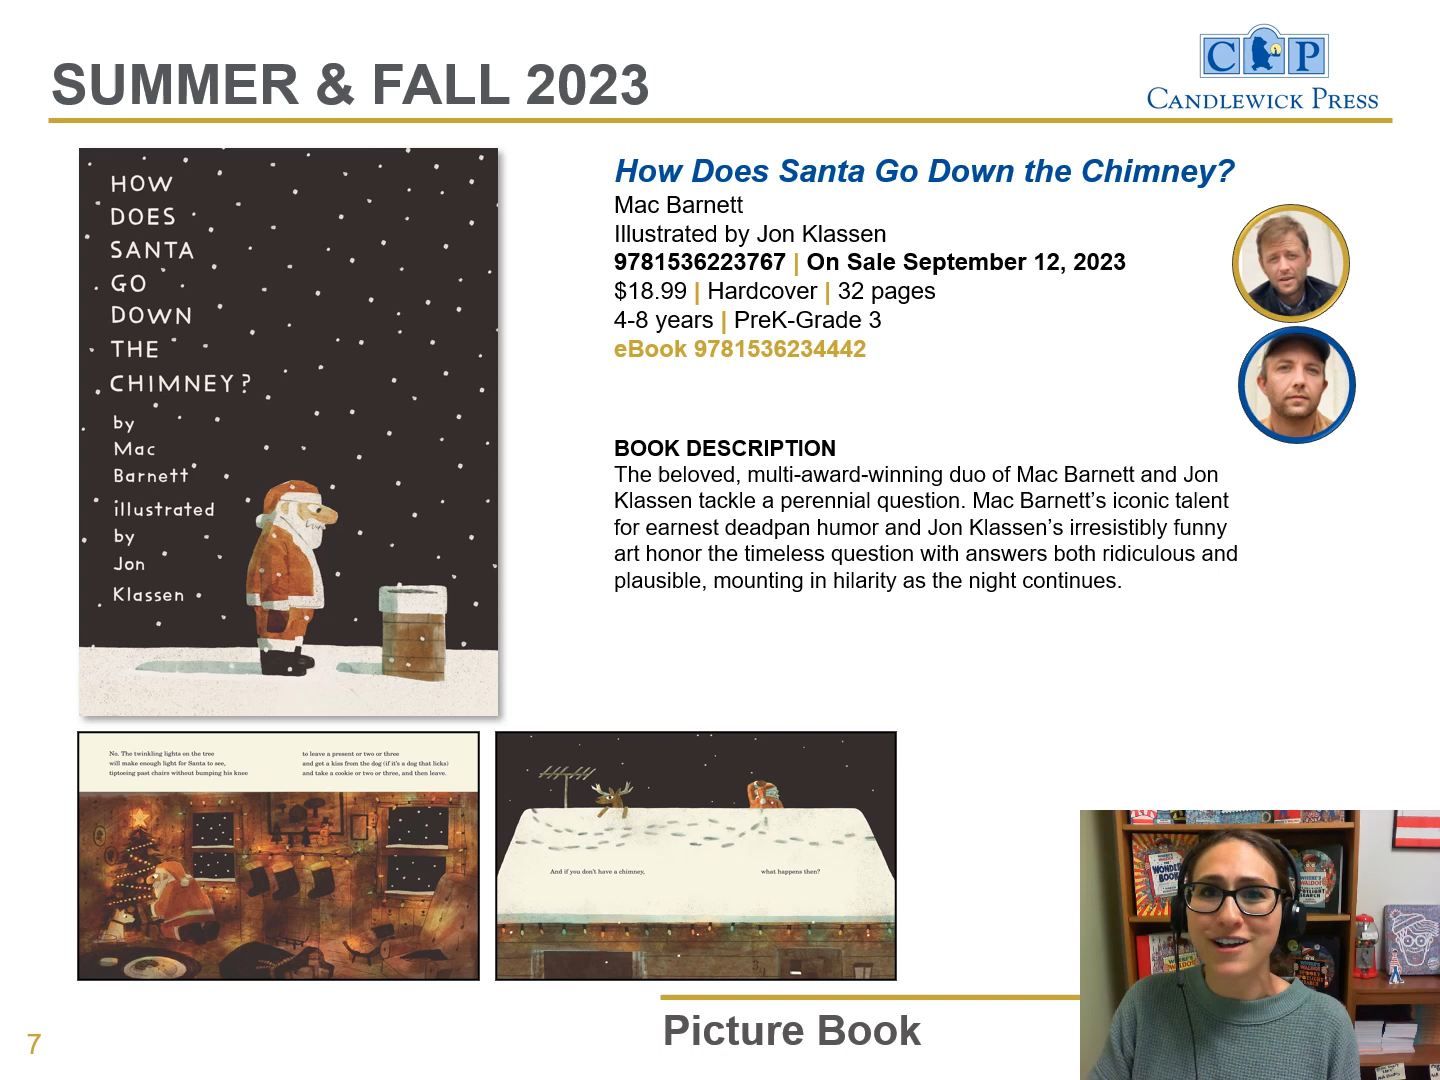 SUMMER & FALL 2023
C P
CANDLEWICK PRESS
HOW
DOES
SANTA
GO
DOWN
THE
CHIMNEY?
by
Mac
Barnett
illustrated
by
Jon
Klassen
How Does Santa Go Down the Chimney?
Mac Barnett
Illustrated by Jon Klassen
9781536223767 | On Sale September 12, 2023
$18.99 | Hardcover | 32 pages
4-8 years | PreK-Grade 3
eBook 9781536234442
BOOK DESCRIPTION
The beloved, multi-award-winning duo of Mac Barnett and Jon
Klassen tackle a perennial question. Mac Barnett’s iconic talent
for earnest deadpan humor and Jon Klassen’s irresistibly funny
art honor the timeless question with answers both ridiculous and
plausible, mounting in hilarity as the night continues.
No. The twinkling lights on the tree
will make enough light for Santa to see,
tiptoeing past chairs without bumping his knee
to leave a present or two or three
and get a kiss from the dog (if it’s a dog that licks)
and take a cookie or two or three, and then leave.
And if you don’t have a chimney,
what happens then?
WHERE'S WALDO?
WONDER
BOOK
Picture Book
7